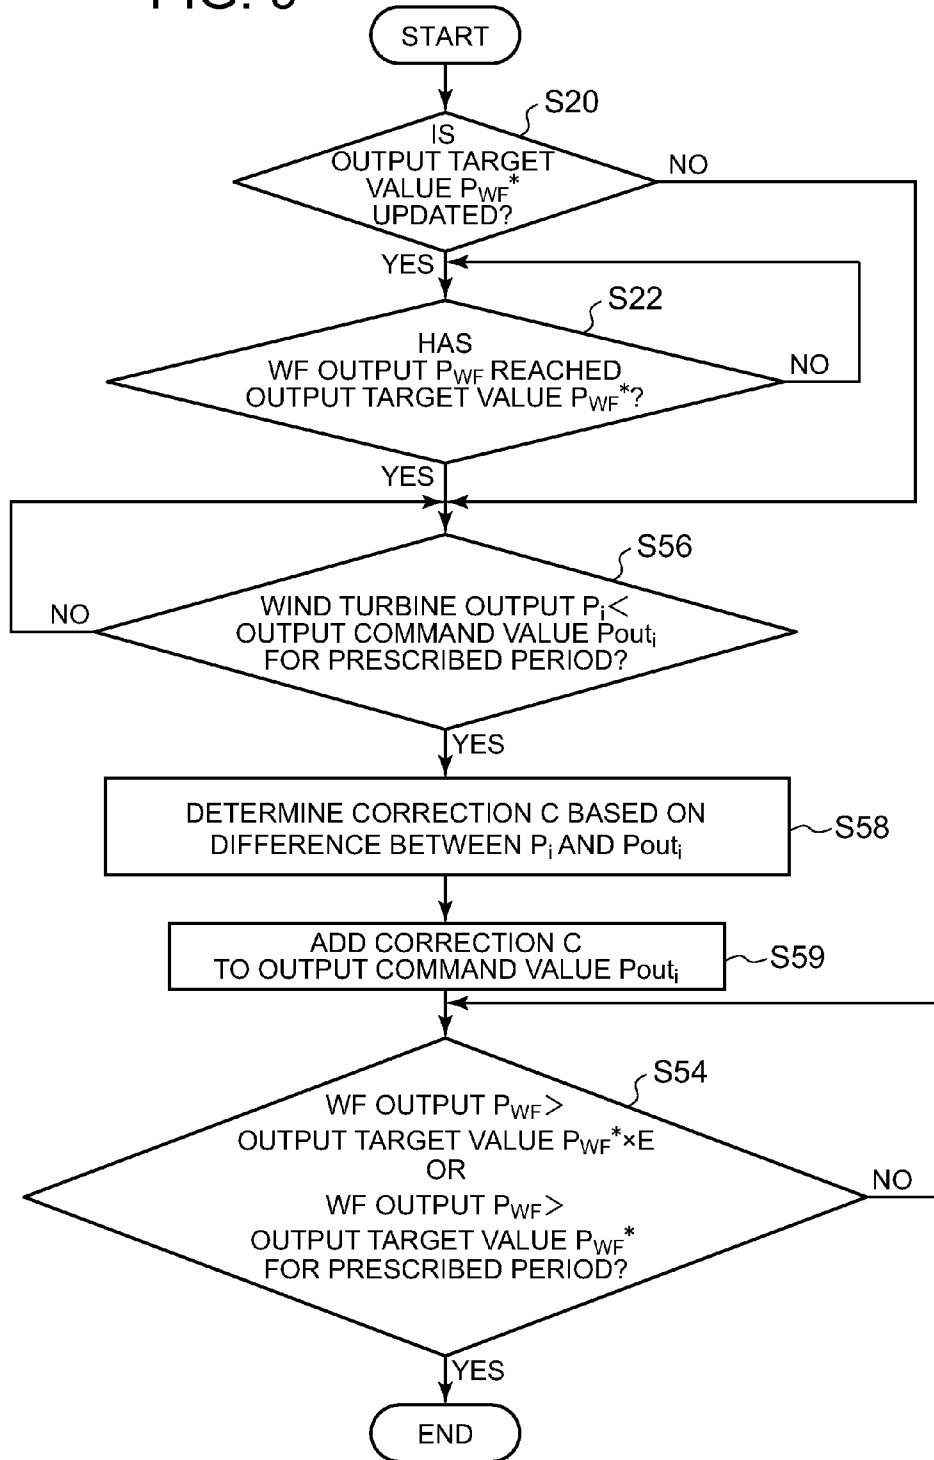 FIG.
START
S20
IS
OUTPUT TARGET
VALUE PWF*
UPDATED?
NO
YES
S22
HAS
WF OUTPUT PWF REACHED
OUTPUT TARGET VALUE PWF*?
NO
YES
S56
WIND TURBINE OUTPUT Pi<
OUTPUT COMMAND VALUE Pouti
FOR PRESCRIBED PERIOD?
NO
YES
DETERMINE CORRECTION C BASED ON
DIFFERENCE BETWEEN Pi AND Pouti
S58
ADD CORRECTION C
TO OUTPUT COMMAND VALUE Pouti
S59
S54
WF OUTPUT PWF>
OUTPUT TARGET VALUE PWF*×E
OR
WF OUTPUT PWF>
OUTPUT TARGET VALUE PWF*
FOR PRESCRIBED PERIOD?
NO
YES
END